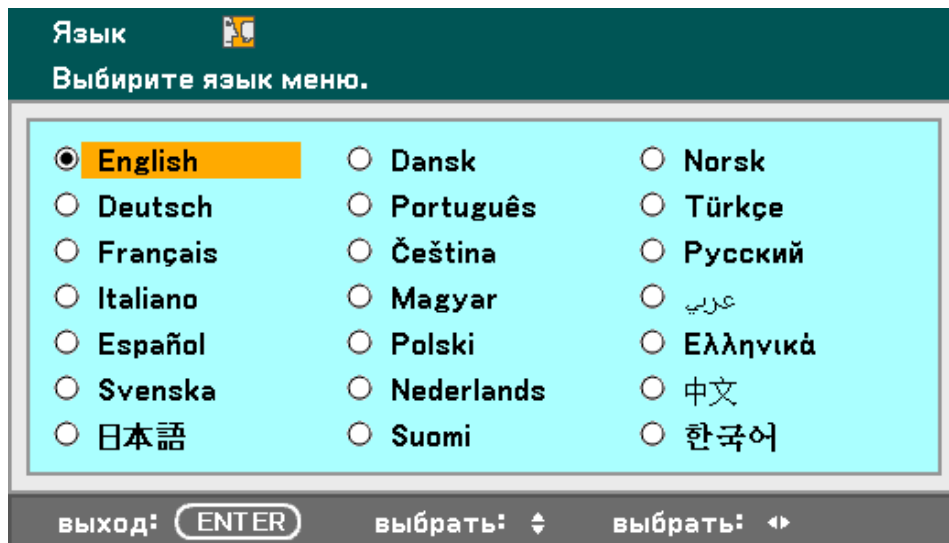 Язык
Выбирите язык меню.
English Dansk Norsk
Deutsch Português Türkçe
Français Čeština Русский
Italiano Magyar عربي
Español Polski Ελληνικά
Svenska Nederlands 中文
日本語 Suomi 한국어
выход: ENTER выбрать: выбрать: